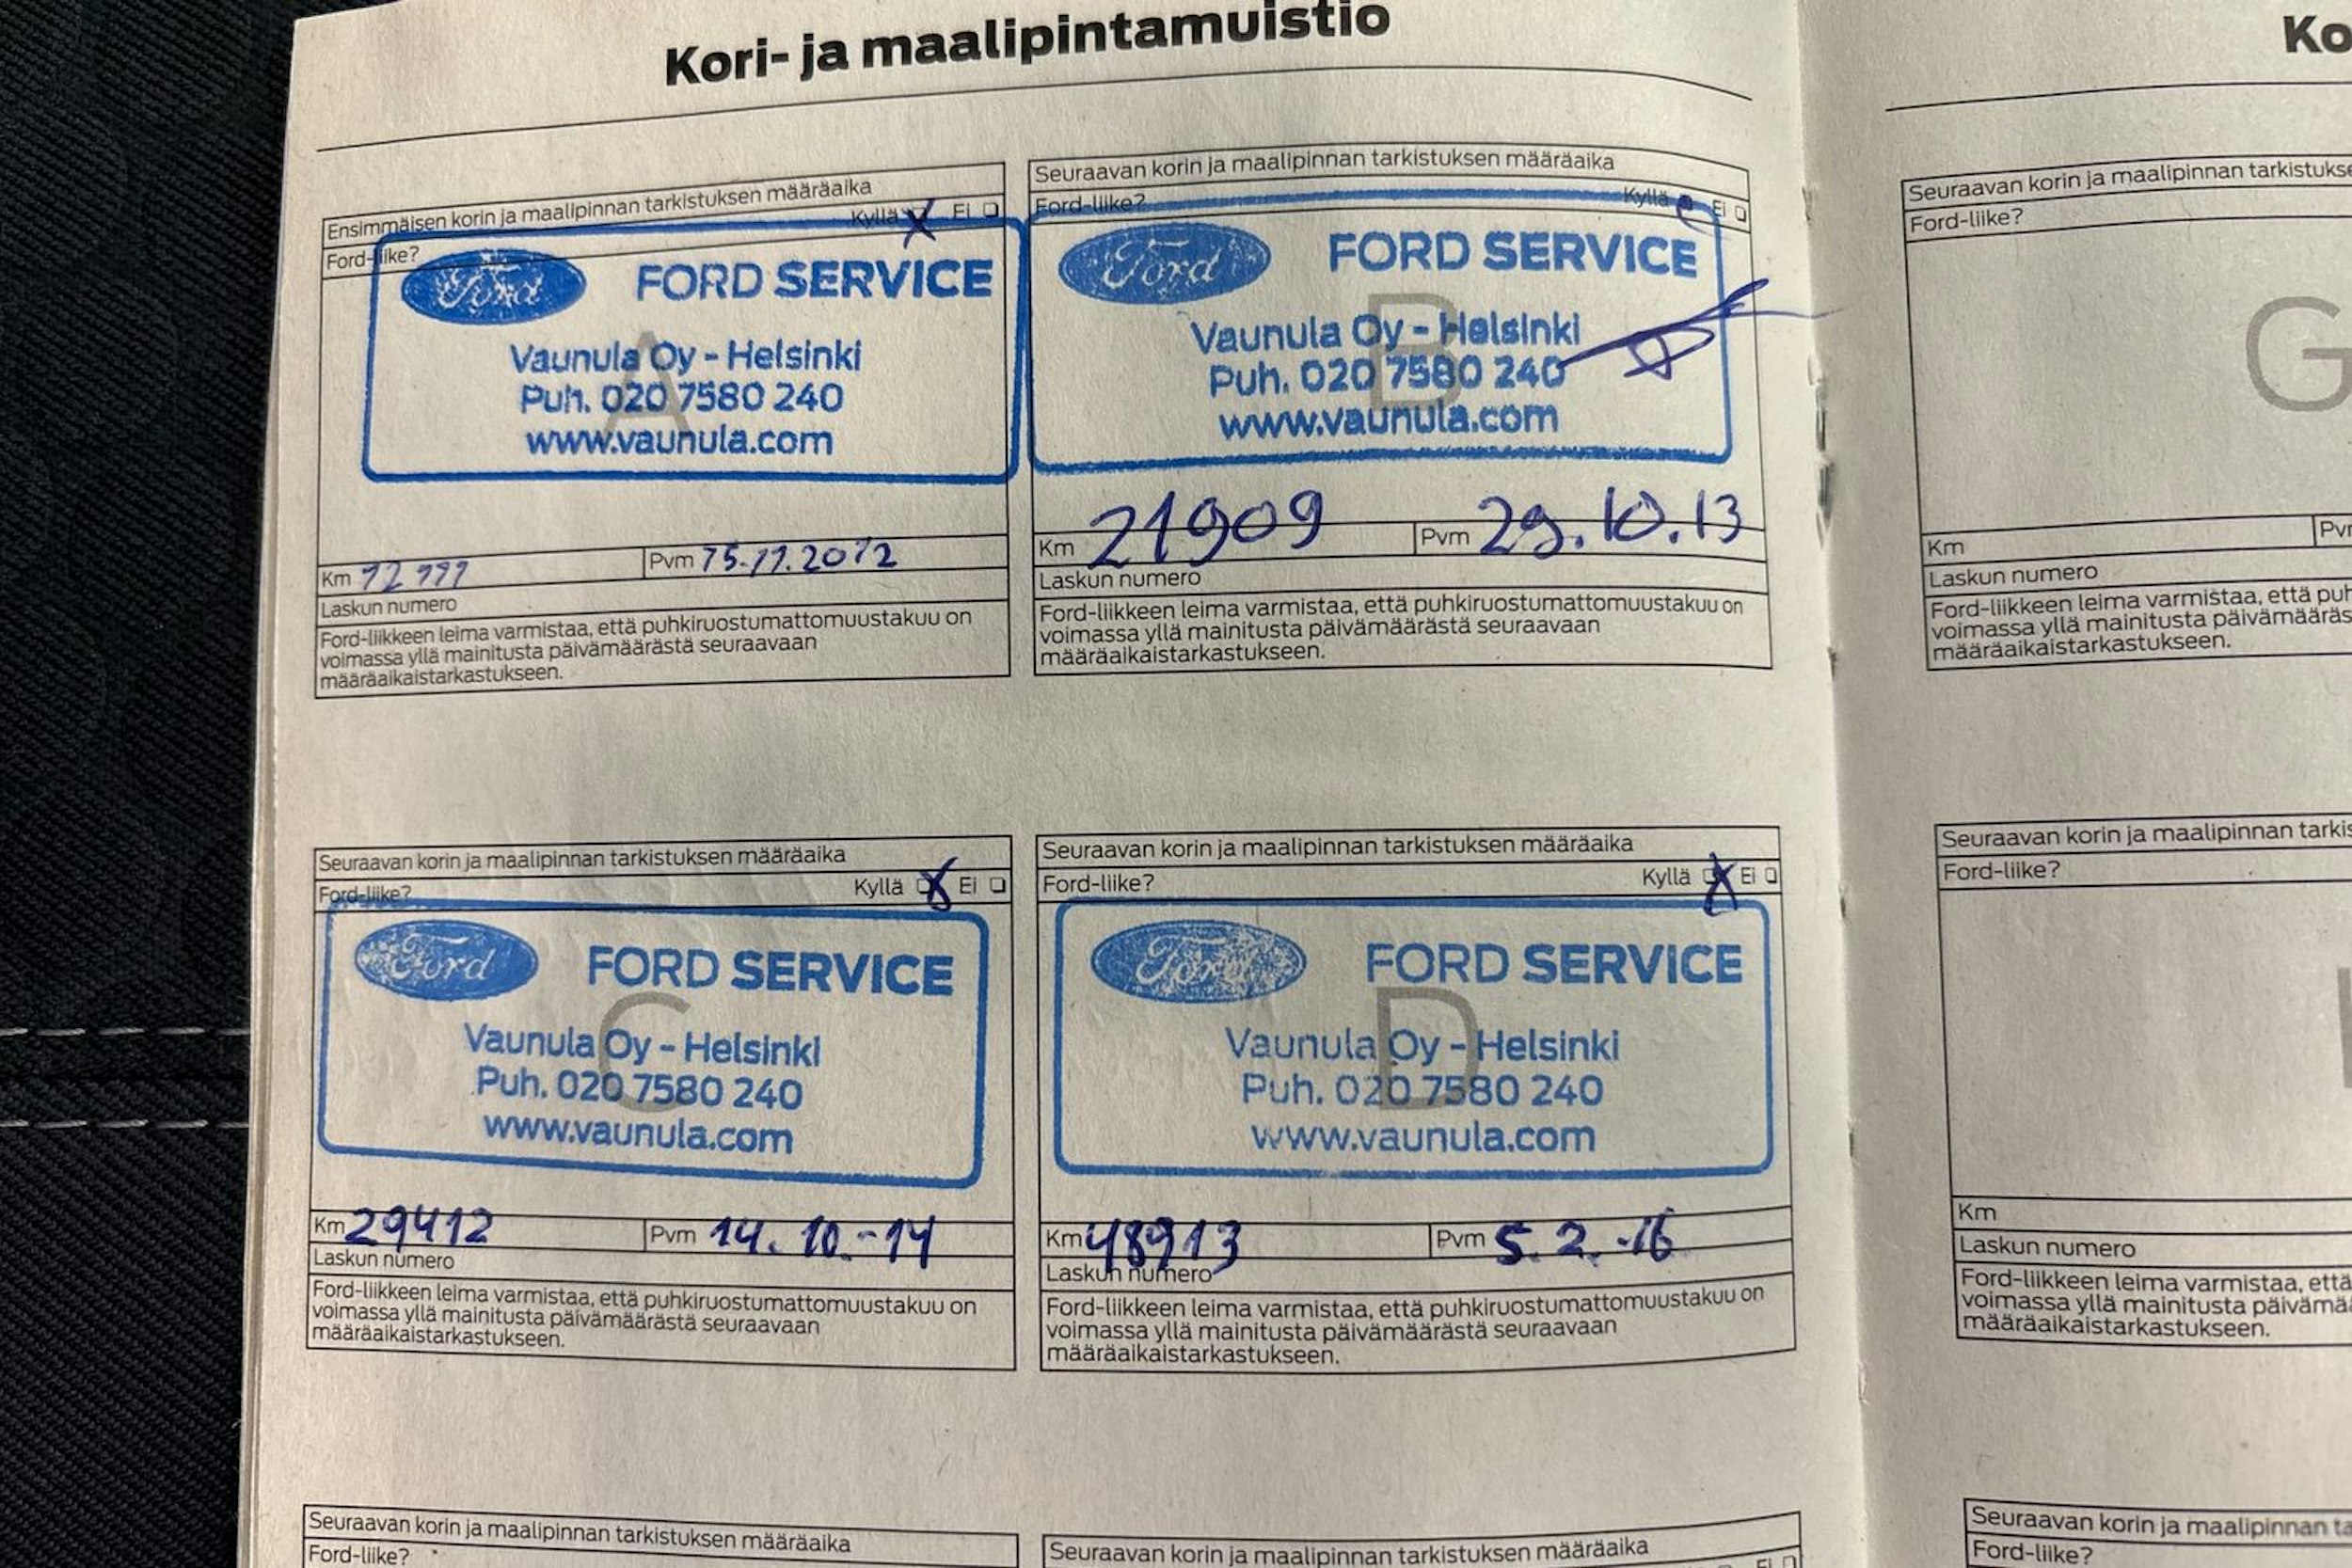 Kori- ja maalipintamuistio
Ensimmäisen korin ja maalipinnan tarkistuksen määräaika
Ford-liike? Kyllä Ei
A
Ford FORD SERVICE
Vaunula Oy - Helsinki
Puh. 020 7580 240
www.vaunula.com
Km Pvm 15.11.2012
Laskun numero
Ford-liikkeen leima varmistaa, että puhkiruostumattomuustakuu on
voimassa yllä mainitusta päivämäärästä seuraavaan
määräaikaistarkastukseen.
Seuraavan korin ja maalipinnan tarkistuksen määräaika
Ford-liike? Kyllä Ei
B
Ford FORD SERVICE
Vaunula Oy - Helsinki
Puh. 020 7580 240
www.vaunula.com
Km 21909 Pvm 29.10.13
Laskun numero
Ford-liikkeen leima varmistaa, että puhkiruostumattomuustakuu on
voimassa yllä mainitusta päivämäärästä seuraavaan
määräaikaistarkastukseen.
Seuraavan korin ja maalipinnan tarkistuksen määräaika
Ford-liike? Kyllä Ei
C
Ford FORD SERVICE
Vaunula Oy - Helsinki
Puh. 020 7580 240
www.vaunula.com
Km 29412 Pvm 14.10.-14
Laskun numero
Ford-liikkeen leima varmistaa, että puhkiruostumattomuustakuu on
voimassa yllä mainitusta päivämäärästä seuraavaan
määräaikaistarkastukseen.
Seuraavan korin ja maalipinnan tarkistuksen määräaika
Ford-liike? Kyllä Ei
D
Ford FORD SERVICE
Vaunula Oy - Helsinki
Puh. 020 7580 240
www.vaunula.com
Km 48913 Pvm 5.2.-16
Laskun numero
Ford-liikkeen leima varmistaa, että puhkiruostumattomuustakuu on
voimassa yllä mainitusta päivämäärästä seuraavaan
määräaikaistarkastukseen.
Seuraavan korin ja maalipinnan tarkistuksen määräaika
Ford-liike?
Seuraavan korin ja maalipinnan tarkistuksen määräaika
Ei
Ko
Seuraavan korin ja maalipinnan tarkistukse
Ford-liike?
G
Km Pvm
Laskun numero
Ford-liikkeen leima varmistaa, että puh
voimassa yllä mainitusta päivämääräs
määräaikaistarkastukseen.
Seuraavan korin ja maalipinnan tarkis
Ford-liike?
Km
Laskun numero
Ford-liikkeen leima varmistaa, että
voimassa yllä mainitusta päivämä
määräaikaistarkastukseen.
Seuraavan korin ja maalipinnan ta
Ford-liike?